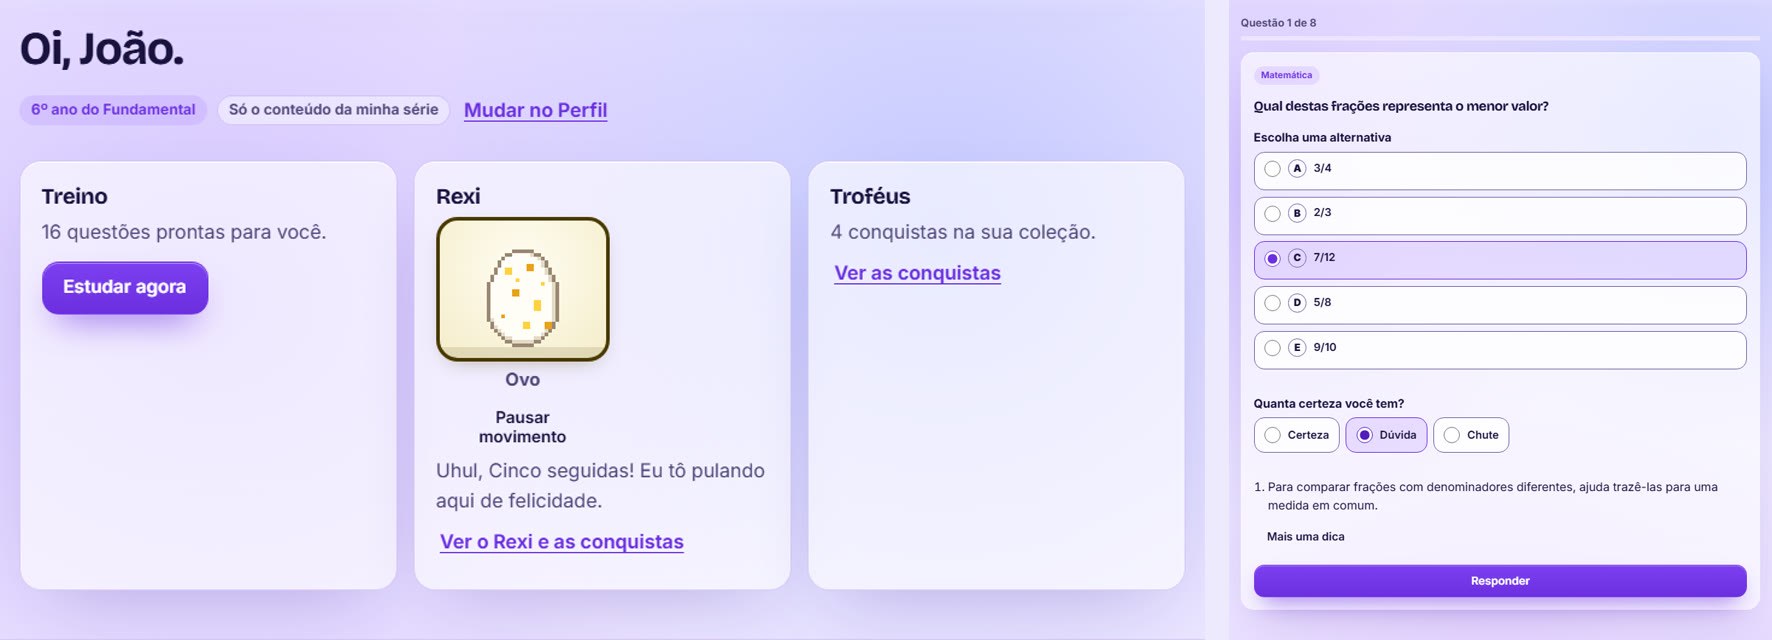 Oi, João.
6º ano do Fundamental
Só o conteúdo da minha série
Mudar no Perfil
Treino
16 questões prontas para você.
Estudar agora
Rexi
Ovo
Pausar
movimento
Uhul, Cinco seguidas! Eu tô pulando
aqui de felicidade.
Ver o Rexi e as conquistas
Troféus
4 conquistas na sua coleção.
Ver as conquistas
Questão 1 de 8
Matemática
Qual destas frações representa o menor valor?
Escolha uma alternativa
A 3/4
B 2/3
C 7/12
D 5/8
E 9/10
Quanta certeza você tem?
Certeza
Dúvida
Chute
1. Para comparar frações com denominadores diferentes, ajuda trazê-las para uma
medida em comum.
Mais uma dica
Responder